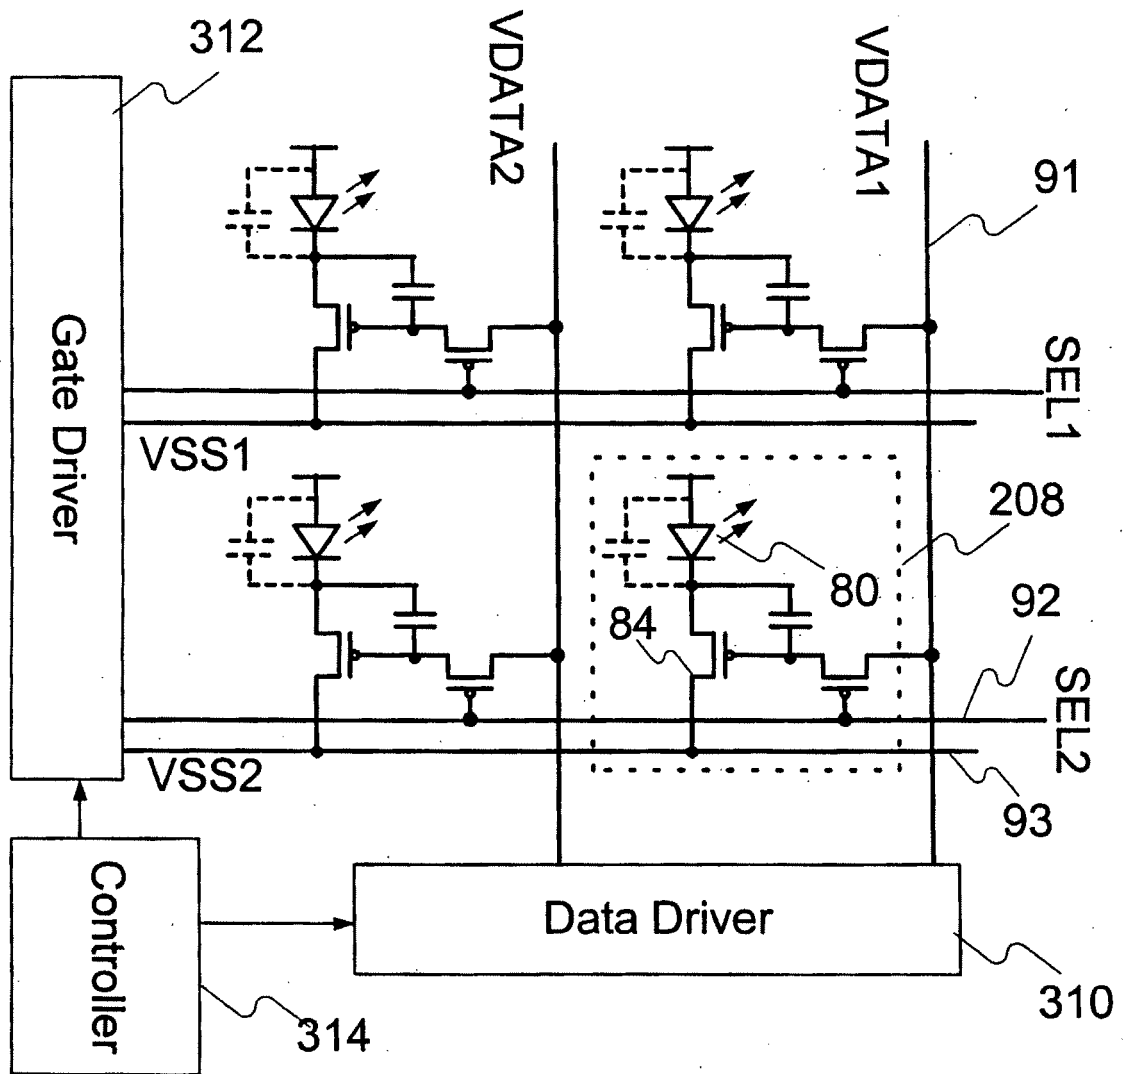 312
VDATA2
VDATA1
91
Gate Driver
SEL1
VSS1
208
80
84
92
SEL2
VSS2
93
Controller
Data Driver
314
310